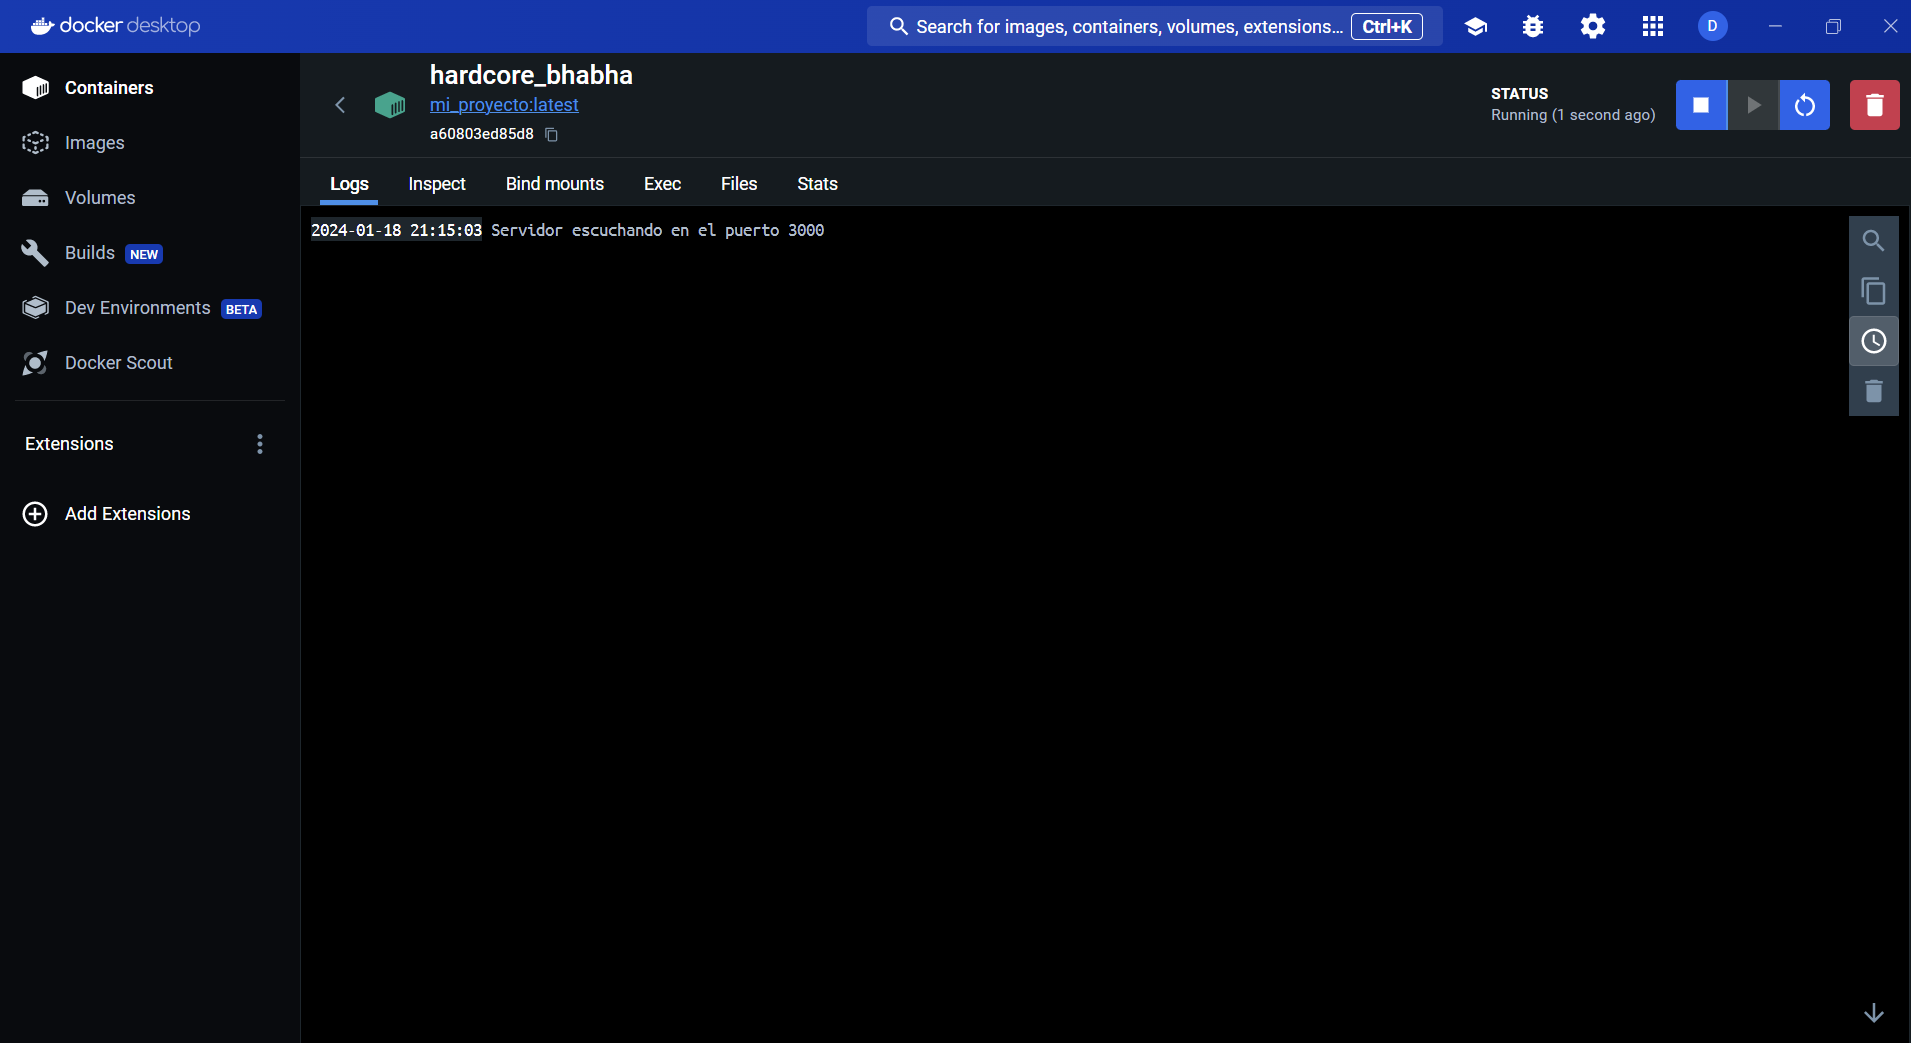 docker desktop
Search for images, containers, volumes, extensions... Ctrl+K
D
Containers
Images
Volumes
Builds NEW
Dev Environments BETA
Docker Scout
Extensions
Add Extensions
hardcore_bhabha
mi_proyecto:latest
a60803ed85d8
STATUS
Running (1 second ago)
Logs Inspect Bind mounts Exec Files Stats
2024-01-18 21:15:03 Servidor escuchando en el puerto 3000